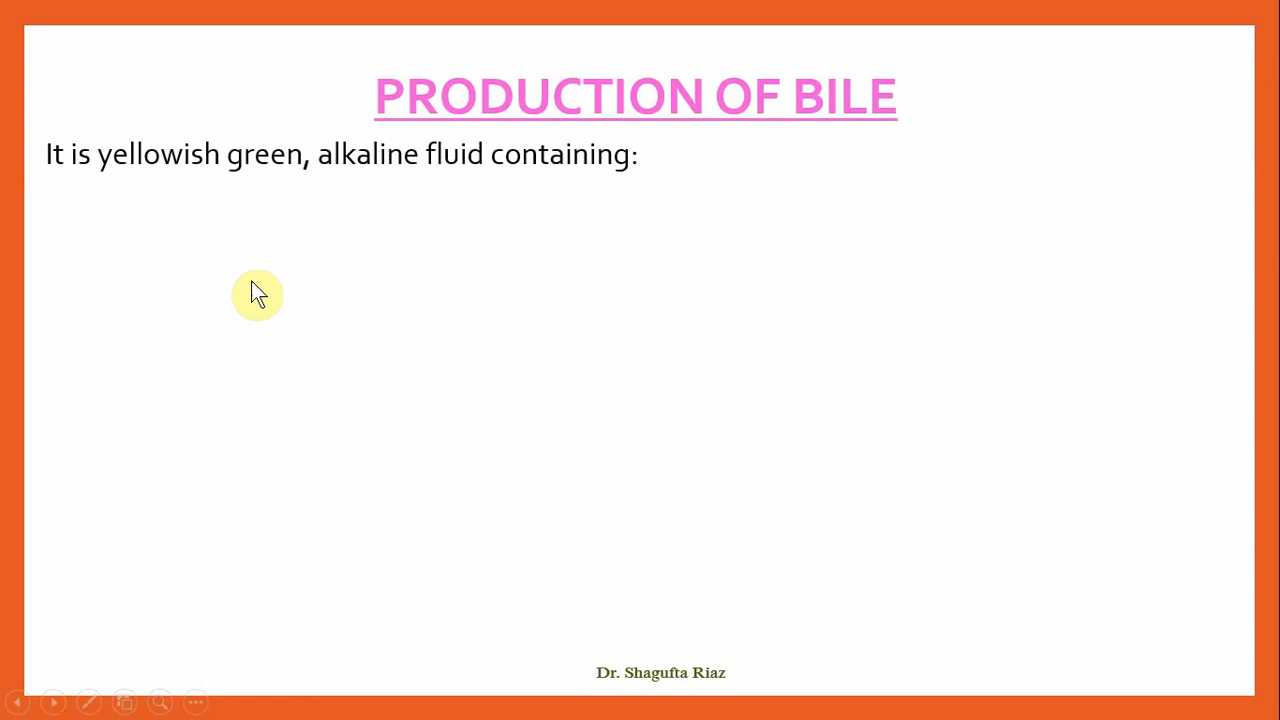 PRODUCTION OF BILE
It is yellowish green, alkaline fluid containing:
Dr. Shagufta Riaz